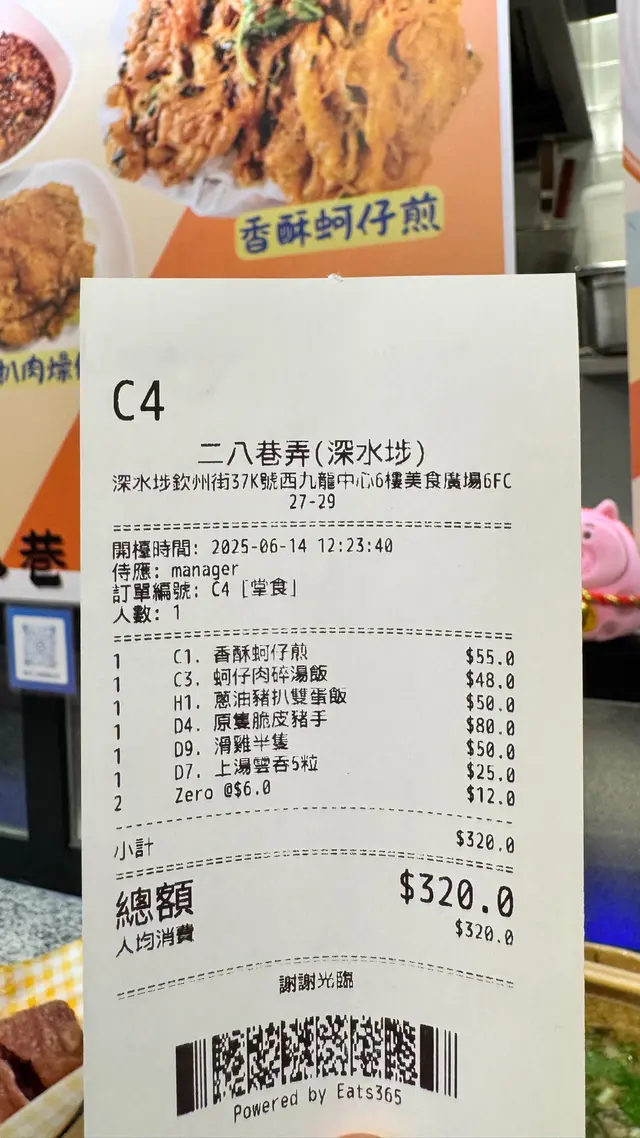 香酥蚵仔煎
扒肉燥
巷
C4
二八巷弄(深水埗)
深水埗欽州街37K號西九龍中心6樓美食廣場6FC
27-29
開檯時間: 2025-06-14 12:23:40
侍應: manager
訂單編號: C4 [堂食]
人數: 1
1 C1. 香酥蚵仔煎 $55.0
1 C3. 蚵仔肉碎湯飯 $48.0
1 H1. 蔥油豬扒雙蛋飯 $50.0
1 D4. 原隻脆皮豬手 $80.0
1 D9. 滑雞半隻 $50.0
1 D7. 上湯雲吞5粒 $25.0
2 Zero @$6.0 $12.0
小計 $320.0
總額 $320.0
人均消費 $320.0
謝謝光臨
Powered by Eats365